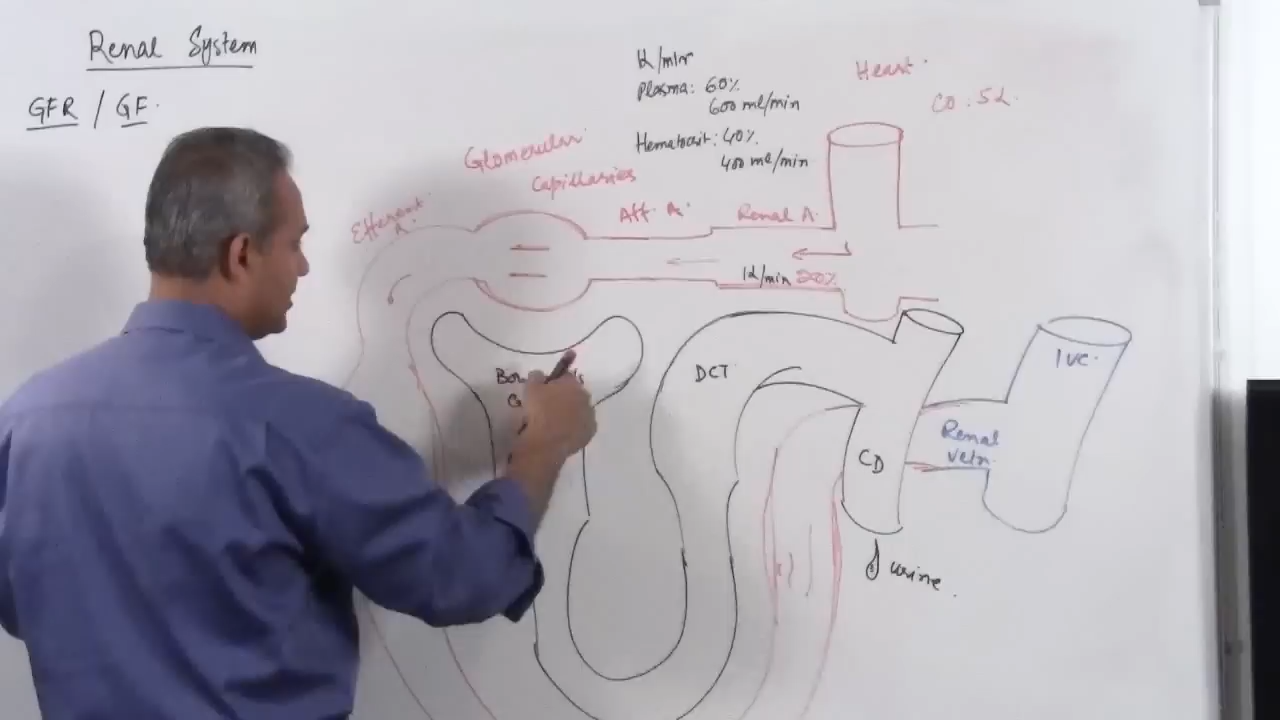 Renal System
GFR / GF.
1L/min
Plasma: 60%
600 ml/min
Hematocrit: 40%
400 ml/min
Heart.
CO: 5L.
Glomerular
Capillaries
Efferent
A.
Aff. A.
Renal A.
1L/min 20%
DCT
CD
Renal
vein.
IVC.
urine.